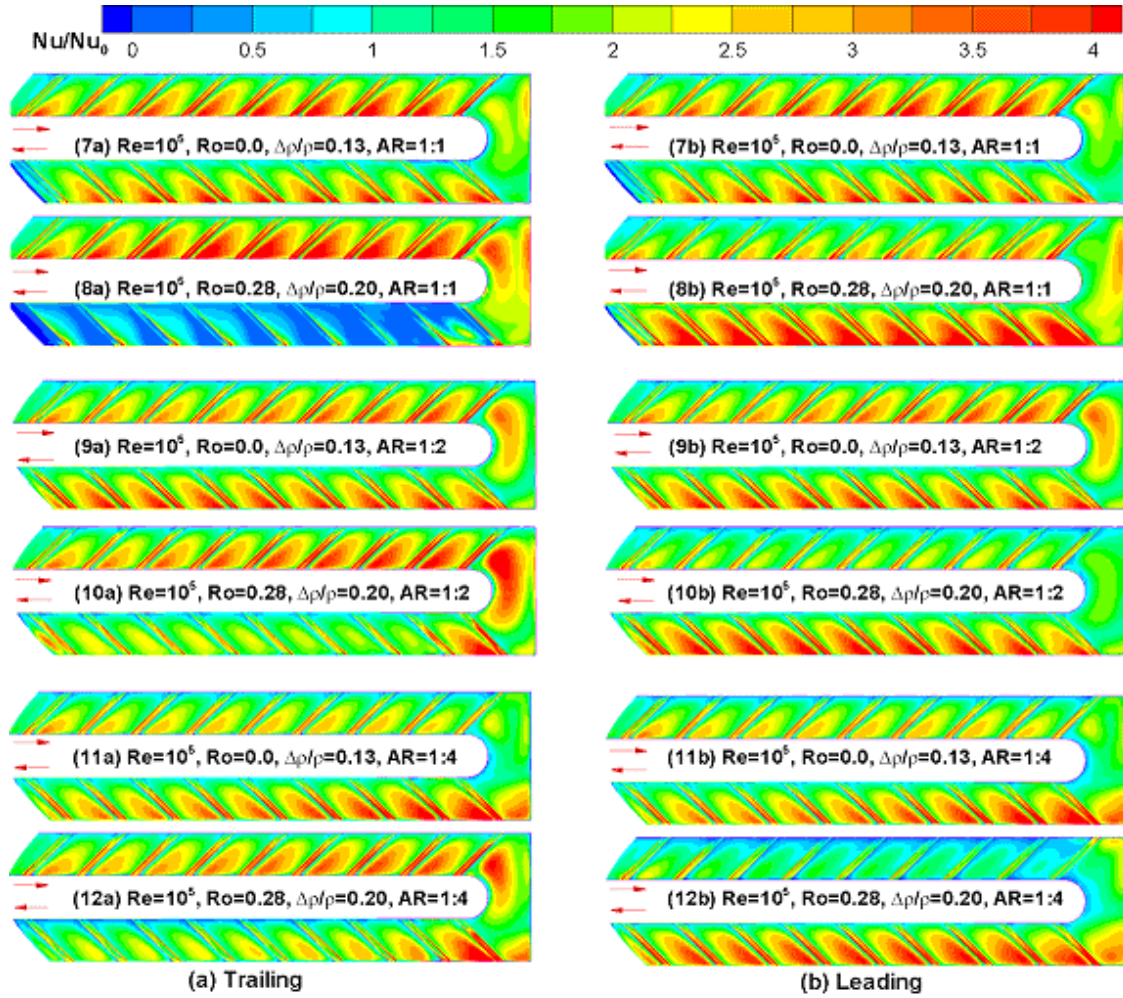 Nu/Nu₀ 0 0.5 1 1.5 2 2.5 3 3.5 4
(7a) Re=10⁵, Ro=0.0, Δρ/ρ=0.13, AR=1:1
(7b) Re=10⁵, Ro=0.0, Δρ/ρ=0.13, AR=1:1
(8a) Re=10⁵, Ro=0.28, Δρ/ρ=0.20, AR=1:1
(8b) Re=10⁵, Ro=0.28, Δρ/ρ=0.20, AR=1:1
(9a) Re=10⁵, Ro=0.0, Δρ/ρ=0.13, AR=1:2
(9b) Re=10⁵, Ro=0.0, Δρ/ρ=0.13, AR=1:2
(10a) Re=10⁵, Ro=0.28, Δρ/ρ=0.20, AR=1:2
(10b) Re=10⁵, Ro=0.28, Δρ/ρ=0.20, AR=1:2
(11a) Re=10⁵, Ro=0.0, Δρ/ρ=0.13, AR=1:4
(11b) Re=10⁵, Ro=0.0, Δρ/ρ=0.13, AR=1:4
(12a) Re=10⁵, Ro=0.28, Δρ/ρ=0.20, AR=1:4
(12b) Re=10⁵, Ro=0.28, Δρ/ρ=0.20, AR=1:4
(a) Trailing
(b) Leading